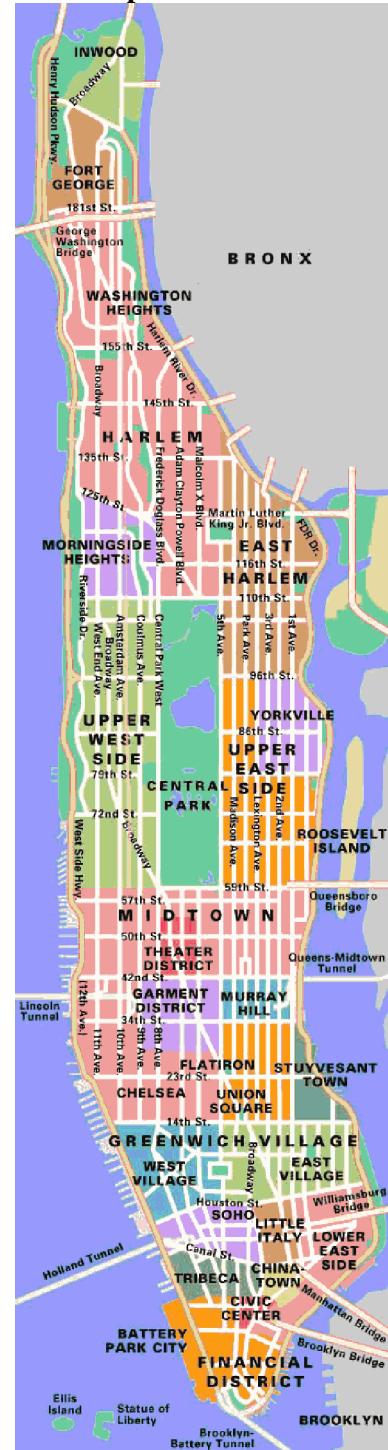 INWOOD
Henry Hudson Pkwy.
Broadway
FORT
GEORGE
181st St.
George
Washington
Bridge
BRONX
WASHINGTON
HEIGHTS
Harlem River Dr.
155th St.
Broadway
145th St.
HARLEM
135th St.
125th St.
Frederick Doglass Blvd.
Adam Clayton Powell Blvd.
Malcolm X Blvd.
Martin Luther
King Jr. Blvd.
FDR Dr.
EAST
HARLEM
116th St.
110th St.
MORNINGSIDE
HEIGHTS
Riverside Dr.
West End Ave.
Broadway
Amsterdam Ave.
Coolmus Ave.
Central Park West
5th Ave.
Park Ave.
3rd Ave.
1st Ave.
96th St.
YORKVILLE
86th St.
UPPER
WEST
SIDE
UPPER
EAST
SIDE
79th St.
CENTRAL
PARK
72nd St.
Broadway
Madison Ave.
Lexington Ave.
2nd Ave.
ROOSEVELT
ISLAND
West Side Hwy.
59th St.
57th St.
Queensboro
Bridge
MIDTOWN
50th St.
THEATER
DISTRICT
Queens-Midtown
Tunnel
42nd St.
GARMENT
DISTRICT
MURRAY
HILL
Lincoln
Tunnel
34th St.
(12th Ave.)
11th Ave.
10th Ave.
9th Ave.
8th Ave.
FLATIRON
23rd St.
STUYVESANT
TOWN
CHELSEA
UNION
SQUARE
14th St.
GREENWICH VILLAGE
WEST
VILLAGE
Broadway
EAST
VILLAGE
Houston St.
Williamsburg
Bridge
SOHO
LITTLE
ITALY
LOWER
EAST
SIDE
Holland Tunnel
Canal St.
TRIBECA
CHINA-
TOWN
Manhattan Bridge
CIVIC
CENTER
BATTERY
PARK CITY
Brooklyn Bridge
FINANCIAL
DISTRICT
Ellis
Island
Statue of
Liberty
BROOKLYN
Brooklyn-
Battery Tunnel